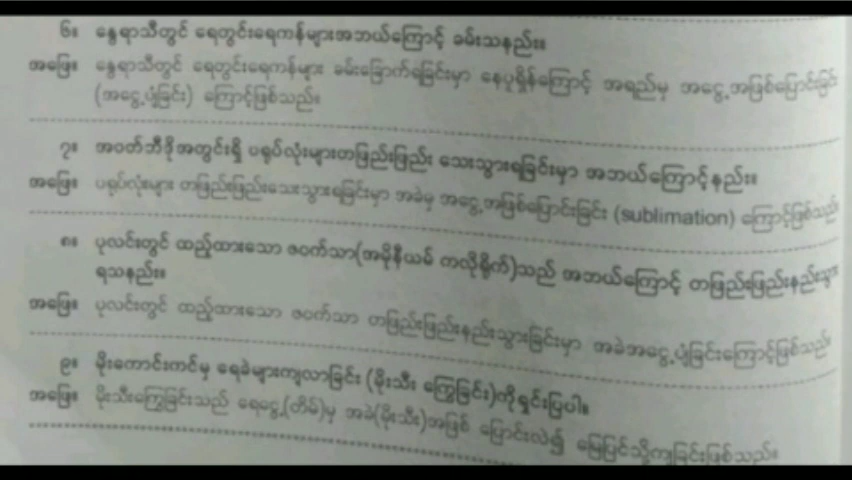 ၆။ နွေရာသီတွင် ရေတွင်းရေကန်များအဘယ်ကြောင့် ခမ်းသနည်း။
အဖြေ။ နွေရာသီတွင် ရေတွင်းရေကန်များ ခမ်းခြောက်ရခြင်းမှာ နေပူရှိန်ကြောင့် အရည်မှ အငွေ့အဖြစ်ပြောင်းခြင်း
(အငွေ့ပျံခြင်း) ကြောင့်ဖြစ်သည်။
၇။ အဝတ်ဘီဒိုအတွင်းရှိ ပရုပ်လုံးများတဖြည်းဖြည်း သေးသွားရခြင်းမှာ အဘယ်ကြောင့်နည်း။
အဖြေ။ ပရုပ်လုံးများ တဖြည်းဖြည်းသေးသွားရခြင်းမှာ အခဲမှ အငွေ့အဖြစ်ပြောင်းခြင်း (sublimation) ကြောင့်ဖြစ်သည်
၈။ ပုလင်းတွင် ထည့်ထားသော ဇဝက်သာ(အမိုနီယမ် ကလိုရိုက်)သည် အဘယ်ကြောင့် တဖြည်းဖြည်းနည်းသွား
ရသနည်း။
အဖြေ။ ပုလင်းတွင် ထည့်ထားသော ဇဝက်သာ တဖြည်းဖြည်းနည်းသွားခြင်းမှာ အခဲအငွေ့ပျံခြင်းကြောင့်ဖြစ်သည်။
၉။ မိုးကောင်းကင်မှ ရေခဲများကျလာခြင်း (မိုးသီး ကြွေခြင်း)ကိုရှင်းပြပါ။
အဖြေ။ မိုးသီးကြွေခြင်းသည် ရေငွေ့(တိမ်)မှ အခဲ(မိုးသီး)အဖြစ် ပြောင်းလဲ၍ မြေပြင်သို့ကျခြင်းဖြစ်သည်။